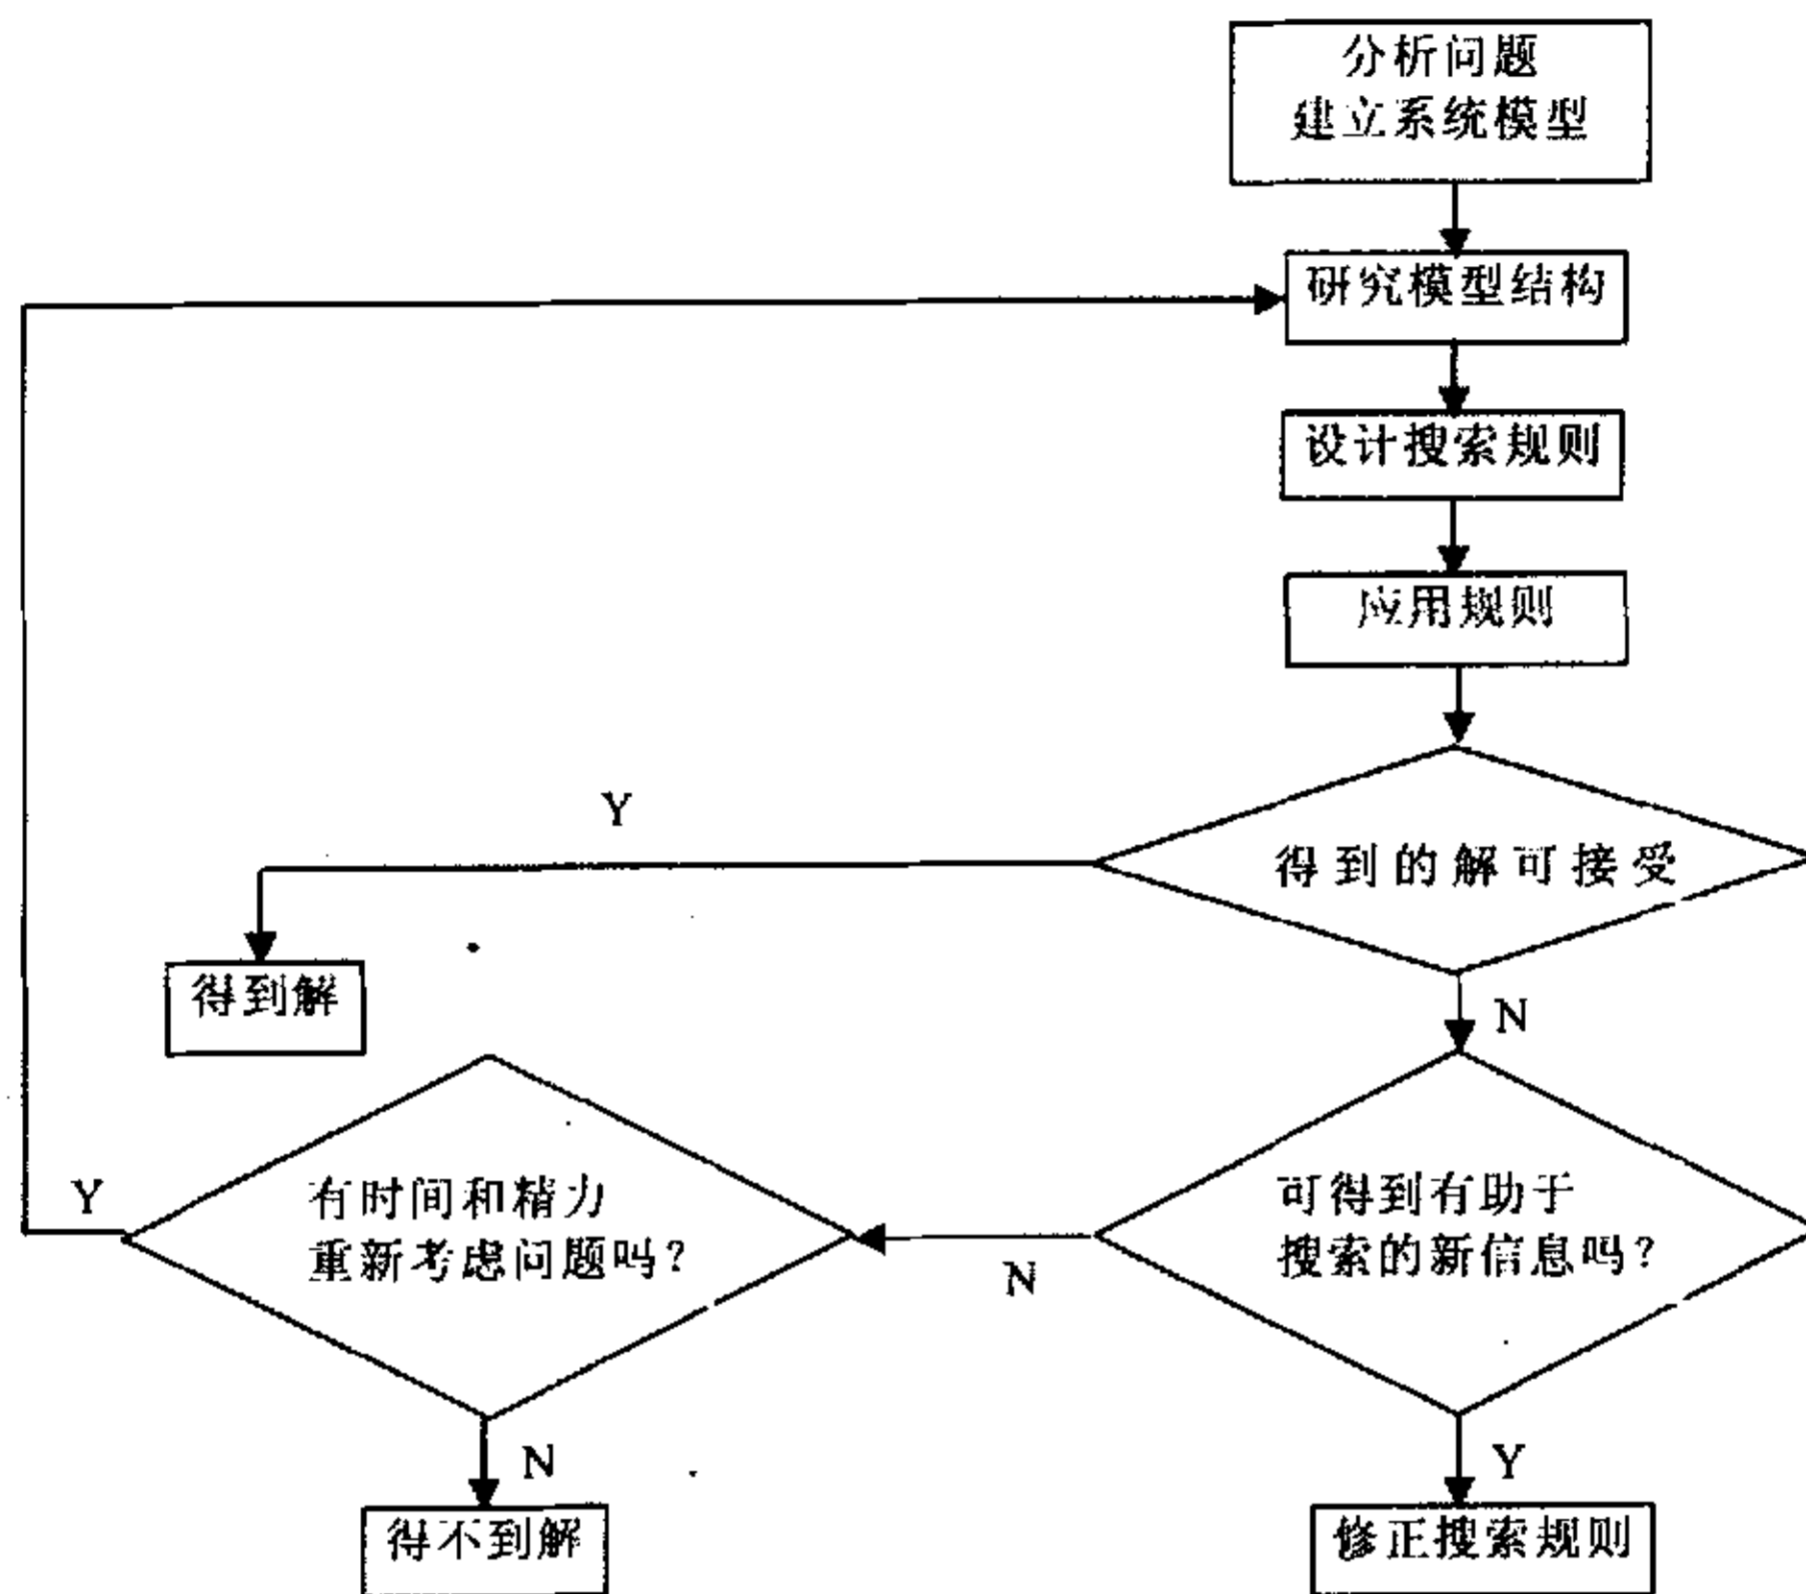 分析问题
建立系统模型
研究模型结构
设计搜索规则
应用规则
Y
得到的解可接受
得到解
N
Y
有时间和精力
重新考虑问题吗?
N
可得到有助于
搜索的新信息吗?
N
Y
得不到解
修正搜索规则